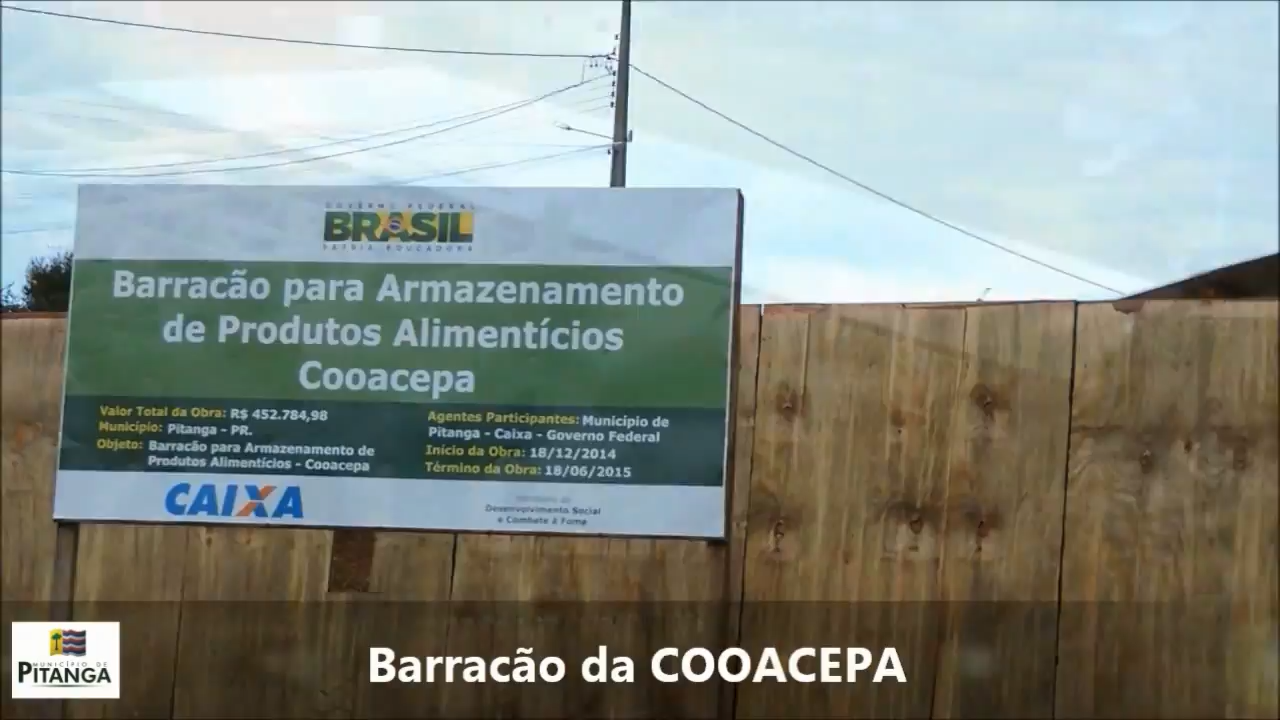 GOVERNO FEDERAL
BRASIL
PÁTRIA EDUCADORA
Barracão para Armazenamento
de Produtos Alimentícios
Cooacepa
Valor Total da Obra: R$ 452.784,98
Município: Pitanga - PR.
Objeto: Barracão para Armazenamento de
Produtos Alimentícios - Cooacepa
Agentes Participantes: Municipio de
Pitanga - Caixa - Governo Federal
Início da Obra: 18/12/2014
Término da Obra: 18/06/2015
CAIXA
Ministério do
Desenvolvimento Social
e Combate à Fome
MUNICÍPIO DE
PITANGA
Barracão da COOACEPA